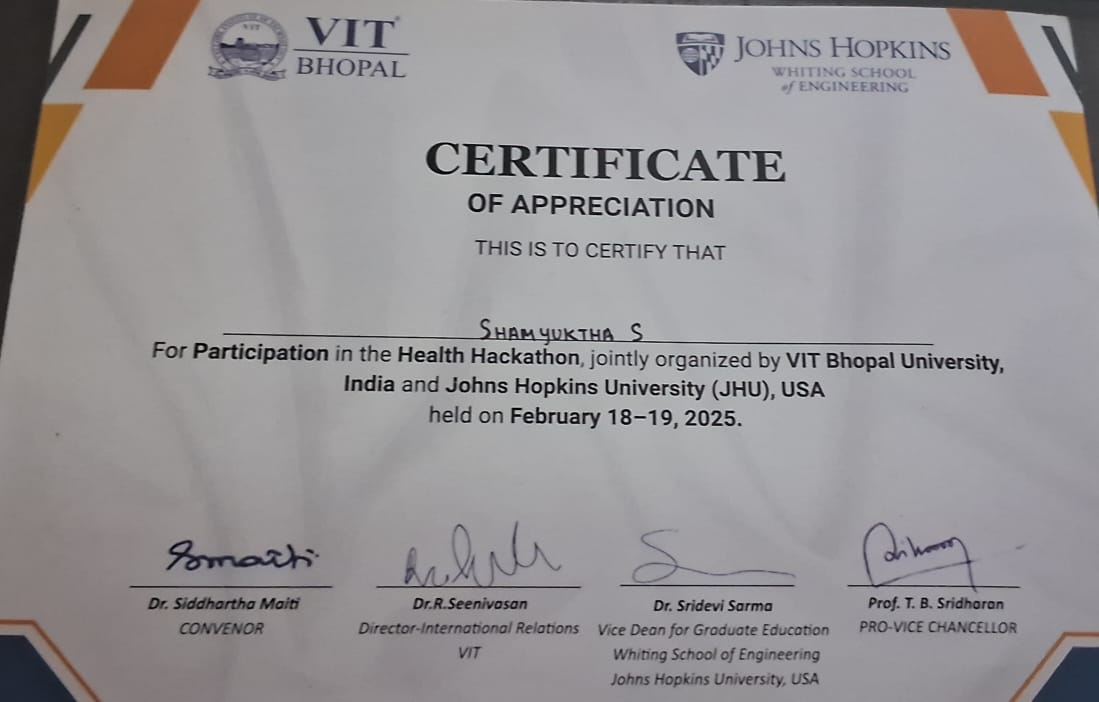 VIT
VIT
BHOPAL
JOHNS HOPKINS
WHITING SCHOOL
of ENGINEERING
CERTIFICATE
OF APPRECIATION
THIS IS TO CERTIFY THAT
SHAMYUKTHA S
For Participation in the Health Hackathon, jointly organized by VIT Bhopal University,
India and Johns Hopkins University (JHU), USA
held on February 18–19, 2025.
Smaiti
Dr. Siddhartha Maiti
CONVENOR
Dr.R.Seenivasan
Director-International Relations
VIT
Dr. Sridevi Sarma
Vice Dean for Graduate Education
Whiting School of Engineering
Johns Hopkins University, USA
Prof. T. B. Sridharan
PRO-VICE CHANCELLOR